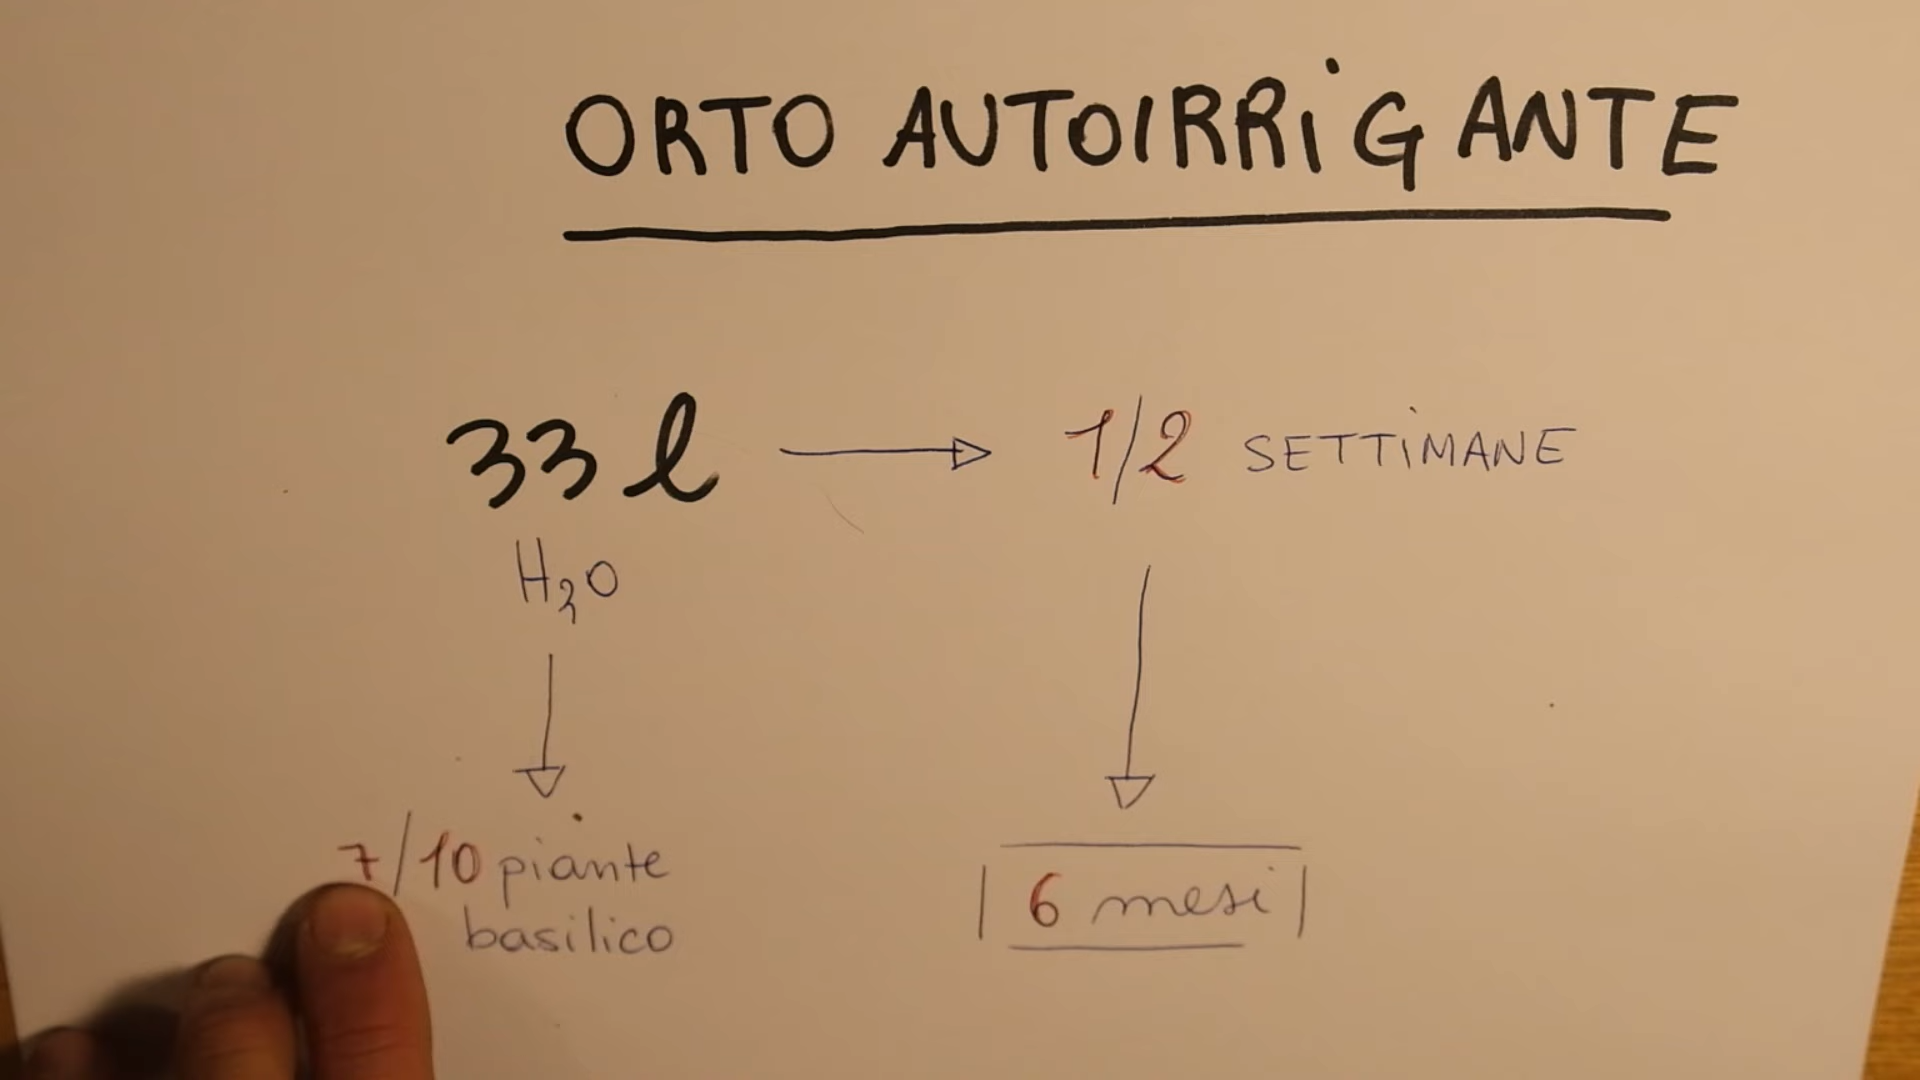 ORTO AUTOIRRIGANTE
33 l → 1/2 SETTIMANE
H2O
7/10 piante
basilico
6 mesi